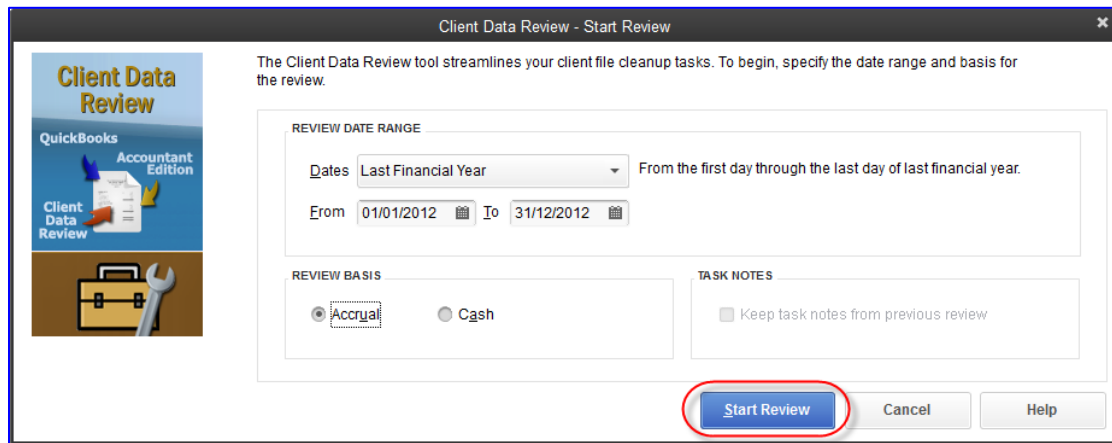 Client Data Review - Start Review
Client Data
Review
QuickBooks
Accountant
Edition
Client
Data
Review
The Client Data Review tool streamlines your client file cleanup tasks. To begin, specify the date range and basis for
the review.
REVIEW DATE RANGE
Dates Last Financial Year From the first day through the last day of last financial year.
From 01/01/2012 To 31/12/2012
REVIEW BASIS TASK NOTES
Accrual Cash Keep task notes from previous review
Start Review Cancel Help